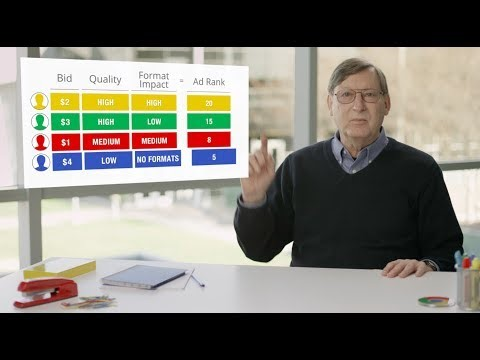 Bid Quality Format Impact = Ad Rank
$2 HIGH HIGH 20
$3 HIGH LOW 15
$1 MEDIUM MEDIUM 8
$4 LOW NO FORMATS 5